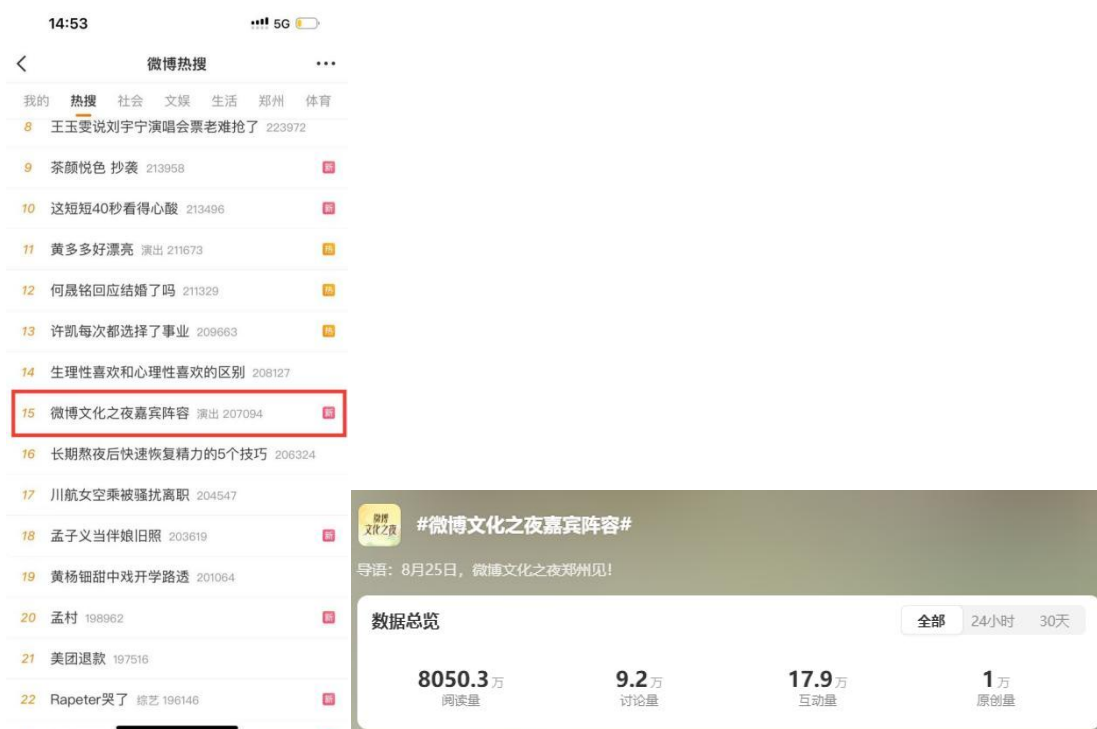 14:53
5G
微博热搜
我的 热搜 社会 文娱 生活 郑州 体育
8 王玉雯说刘宇宁演唱会票老难抢了 223972
9 茶颜悦色 抄袭 213958 新
10 这短短40秒看得心酸 213496 新
11 黄多多好漂亮 演出 211673 热
12 何晟铭回应结婚了吗 211329 热
13 许凯每次都选择了事业 209663 热
14 生理性喜欢和心理性喜欢的区别 208127
15 微博文化之夜嘉宾阵容 演出 207094 新
16 长期熬夜后快速恢复精力的5个技巧 206324
17 川航女空乘被骚扰离职 204547
18 孟子义当伴娘旧照 203619 新
19 黄杨钿甜中戏开学路透 201064
20 孟村 198962 新
21 美团退款 197516
22 Rapeter哭了 综艺 196146 新
微博
文化之夜
#微博文化之夜嘉宾阵容#
导语：8月25日，微博文化之夜郑州见!
数据总览 全部 24小时 30天
8050.3万 9.2万 17.9万 1万
阅读量 讨论量 互动量 原创量